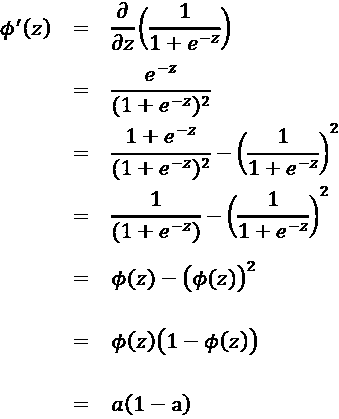 ϕ′(z) = ∂/∂z (1/(1 + e^{−z}))
= e^{−z}/(1 + e^{−z})²
= (1 + e^{−z})/(1 + e^{−z})² − (1/(1 + e^{−z}))²
= 1/(1 + e^{−z}) − (1/(1 + e^{−z}))²
= ϕ(z) − (ϕ(z))²
= ϕ(z)(1 − ϕ(z))
= a(1 − a)